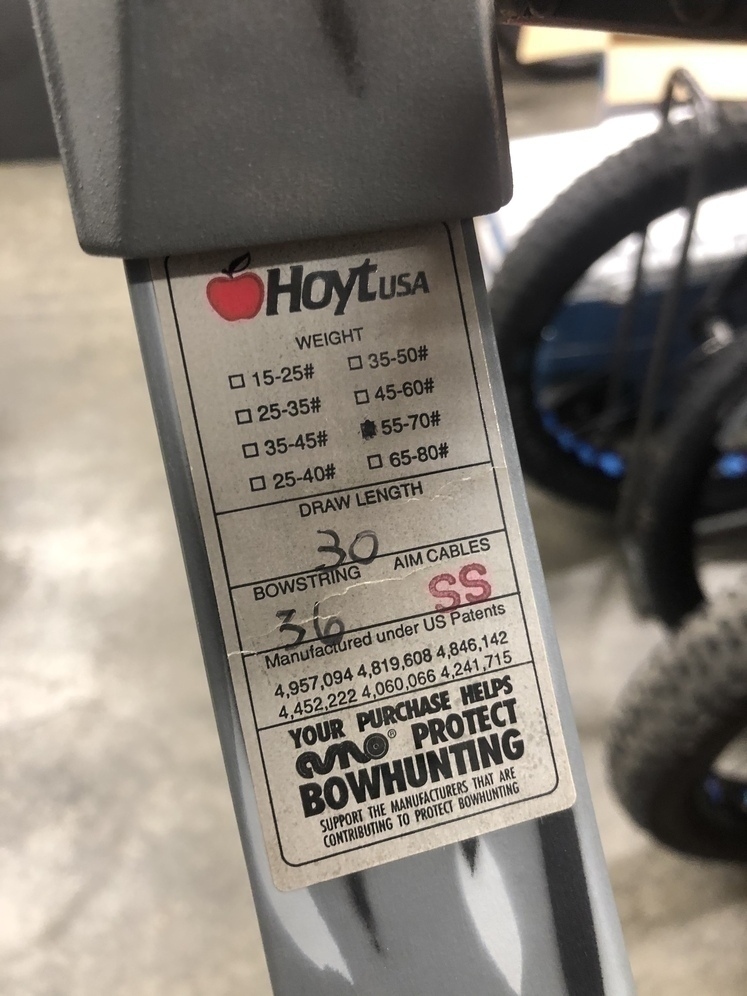 Hoyt USA
WEIGHT
15-25# 35-50#
25-35# 45-60#
35-45# 55-70#
25-40# 65-80#
DRAW LENGTH
30
BOWSTRING AIM CABLES
36 SS
Manufactured under US Patents
4,957,094 4,819,608 4,846,142
4,452,222 4,060,066 4,241,715
YOUR PURCHASE HELPS
AMO® PROTECT
BOWHUNTING
SUPPORT THE MANUFACTURERS THAT ARE
CONTRIBUTING TO PROTECT BOWHUNTING